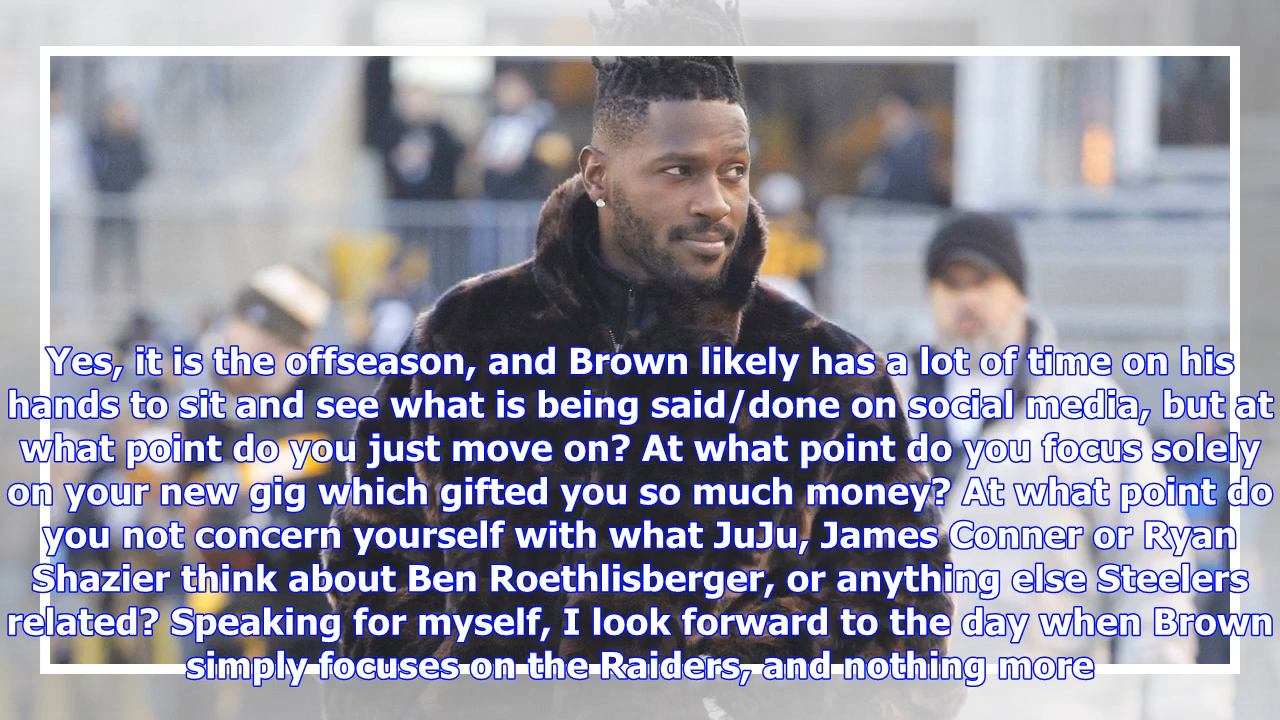 Yes, it is the offseason, and Brown likely has a lot of time on his
hands to sit and see what is being said/done on social media, but at
what point do you just move on? At what point do you focus solely
on your new gig which gifted you so much money? At what point do
you not concern yourself with what JuJu, James Conner or Ryan
Shazier think about Ben Roethlisberger, or anything else Steelers
related? Speaking for myself, I look forward to the day when Brown
simply focuses on the Raiders, and nothing more